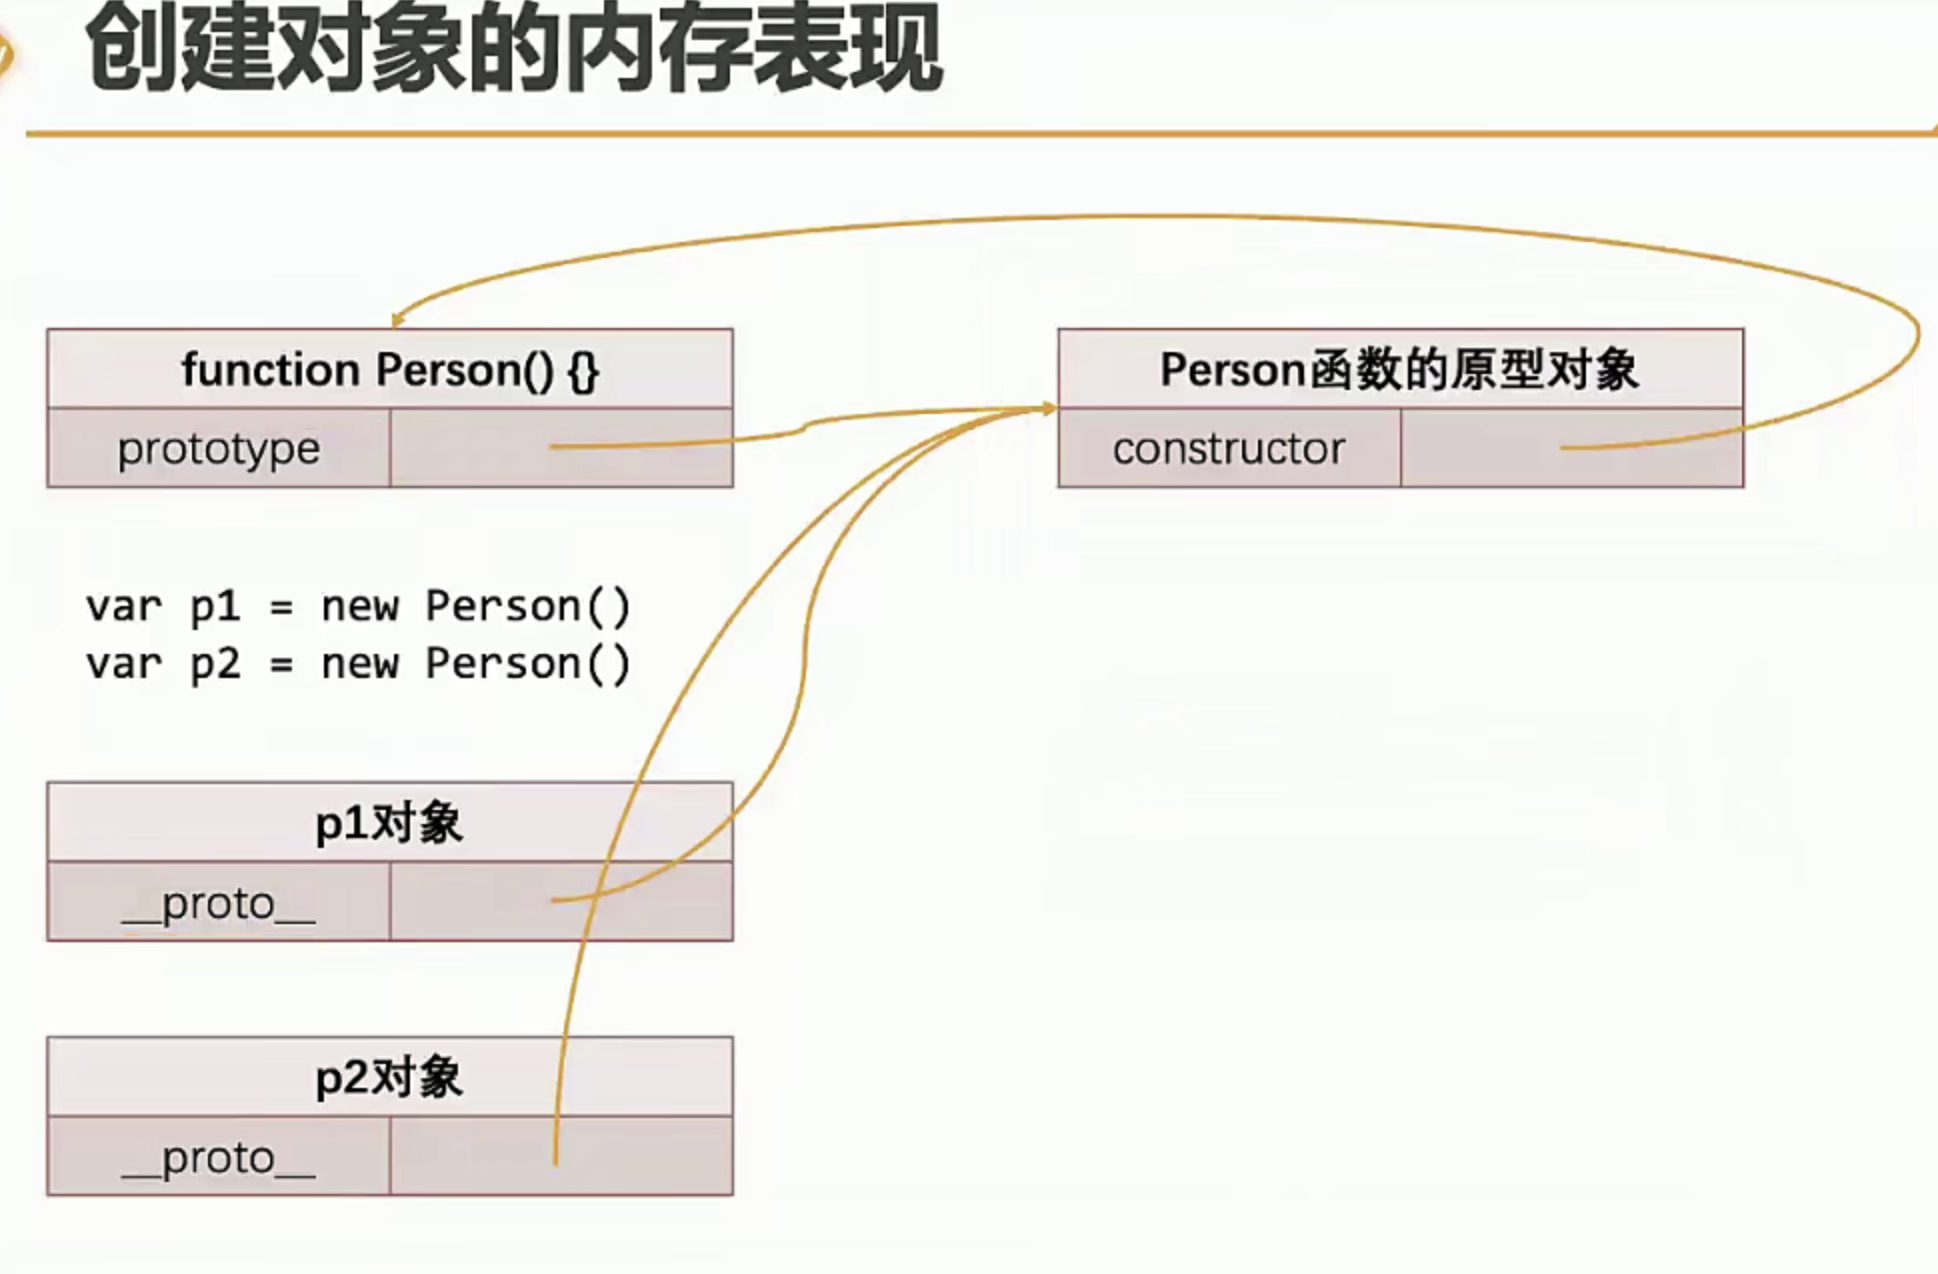 创建对象的内存表现
function Person() {}
prototype
Person函数的原型对象
constructor
var p1 = new Person()
var p2 = new Person()
p1对象
__proto__
p2对象
__proto__